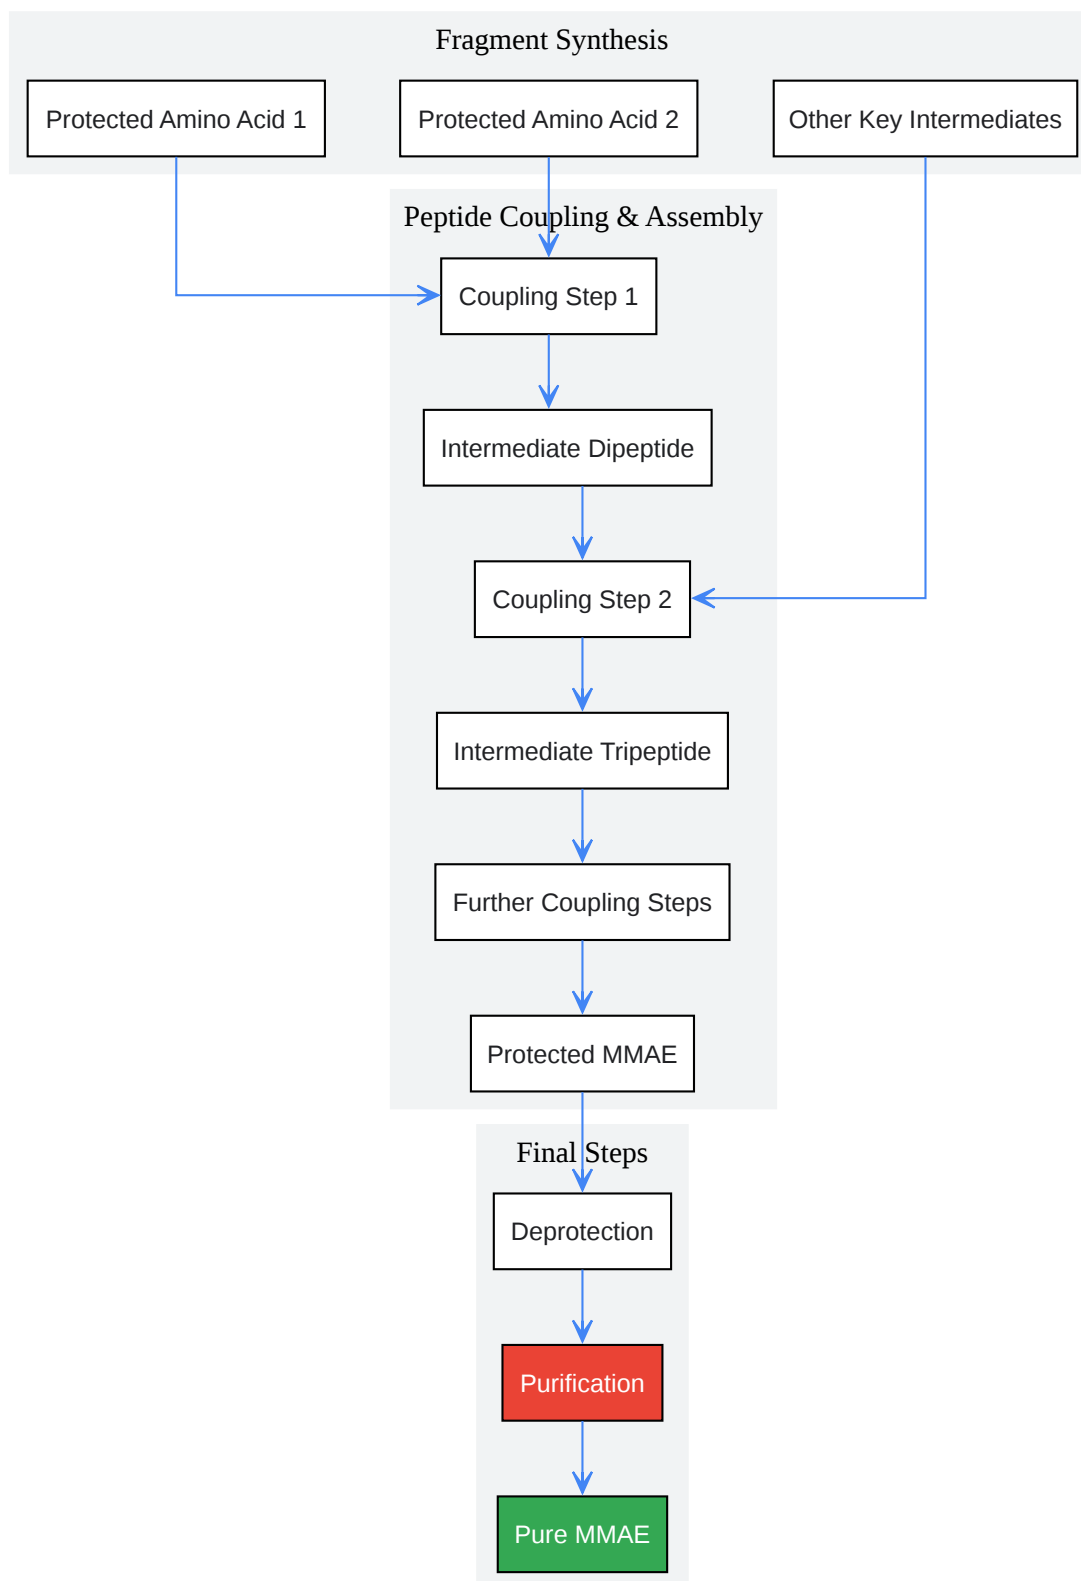 Fragment Synthesis
Protected Amino Acid 1
Protected Amino Acid 2
Other Key Intermediates
Peptide Coupling & Assembly
Coupling Step 1
Intermediate Dipeptide
Coupling Step 2
Intermediate Tripeptide
Further Coupling Steps
Protected MMAE
Final Steps
Deprotection
Purification
Pure MMAE